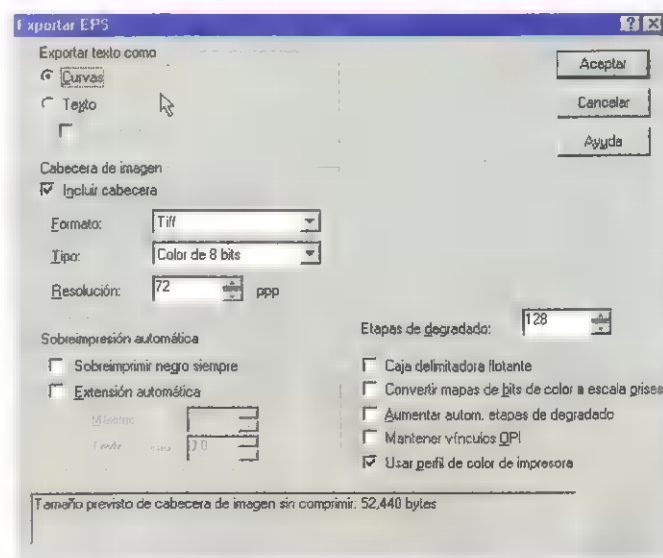 Exportar EPS
Exportar texto como
Curvas
Texto
Aceptar
Cancelar
Ayuda
Cabecera de imagen
Incluir cabecera
Formato: Tiff
Tipo: Color de 8 bits
Resolución: 72 ppp
Sobreimpresión automática
Sobreimprimir negro siempre
Extensión automática
Etapas de degradado: 128
Caja delimitadora flotante
Convertir mapas de bits de color a escala grises
Aumentar autom. etapas de degradado
Mantener vínculos OPI
Usar perfil de color de impresora
Tamaño previsto de cabecera de imagen sin comprimir: 52,440 bytes